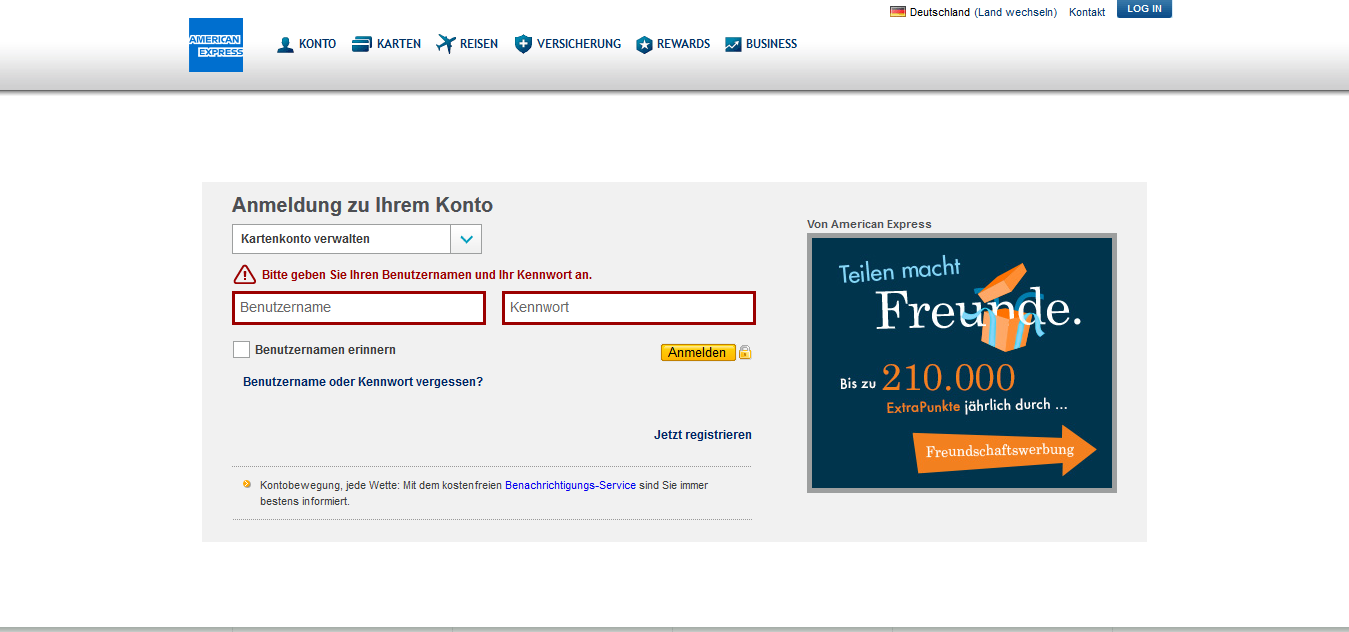 Deutschland (Land wechseln) Kontakt LOG IN
AMERICAN
EXPRESS
KONTO KARTEN REISEN VERSICHERUNG REWARDS BUSINESS
Anmeldung zu Ihrem Konto
Kartenkonto verwalten
Bitte geben Sie Ihren Benutzernamen und Ihr Kennwort an.
Benutzername Kennwort
Benutzernamen erinnern Anmelden
Benutzername oder Kennwort vergessen?
Jetzt registrieren
Kontobewegung, jede Wette: Mit dem kostenfreien Benachrichtigungs-Service sind Sie immer
bestens informiert.
Von American Express
Teilen macht
Freunde.
Bis zu 210.000
ExtraPunkte jährlich durch ...
Freundschaftswerbung